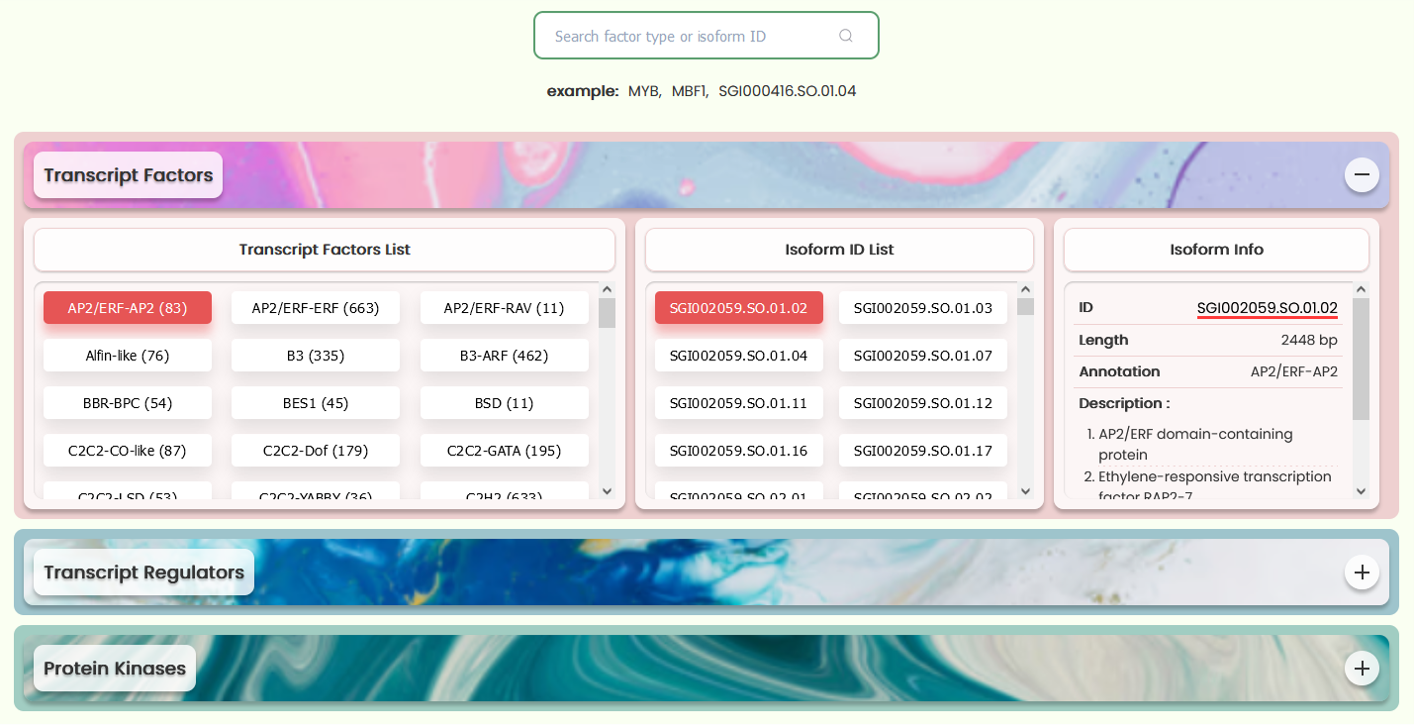 Search factor type or isoform ID
example: MYB, MBF1, SGI000416.SO.01.04
Transcript Factors
Transcript Factors List
AP2/ERF-AP2 (83) AP2/ERF-ERF (663) AP2/ERF-RAV (11)
Alfin-like (76) B3 (335) B3-ARF (462)
BBR-BPC (54) BES1 (45) BSD (11)
C2C2-CO-like (87) C2C2-Dof (179) C2C2-GATA (195)
C2C2-LSD (53) C2C2-YABBY (36) C2H2 (633)
Isoform ID List
SGI002059.SO.01.02 SGI002059.SO.01.03
SGI002059.SO.01.04 SGI002059.SO.01.07
SGI002059.SO.01.11 SGI002059.SO.01.12
SGI002059.SO.01.16 SGI002059.SO.01.17
SGI002059.SO.02.01 SGI002059.SO.02.02
Isoform Info
ID SGI002059.SO.01.02
Length 2448 bp
Annotation AP2/ERF-AP2
Description :
1. AP2/ERF domain-containing
protein
2. Ethylene-responsive transcription
factor RAP2-7
Transcript Regulators
Protein Kinases